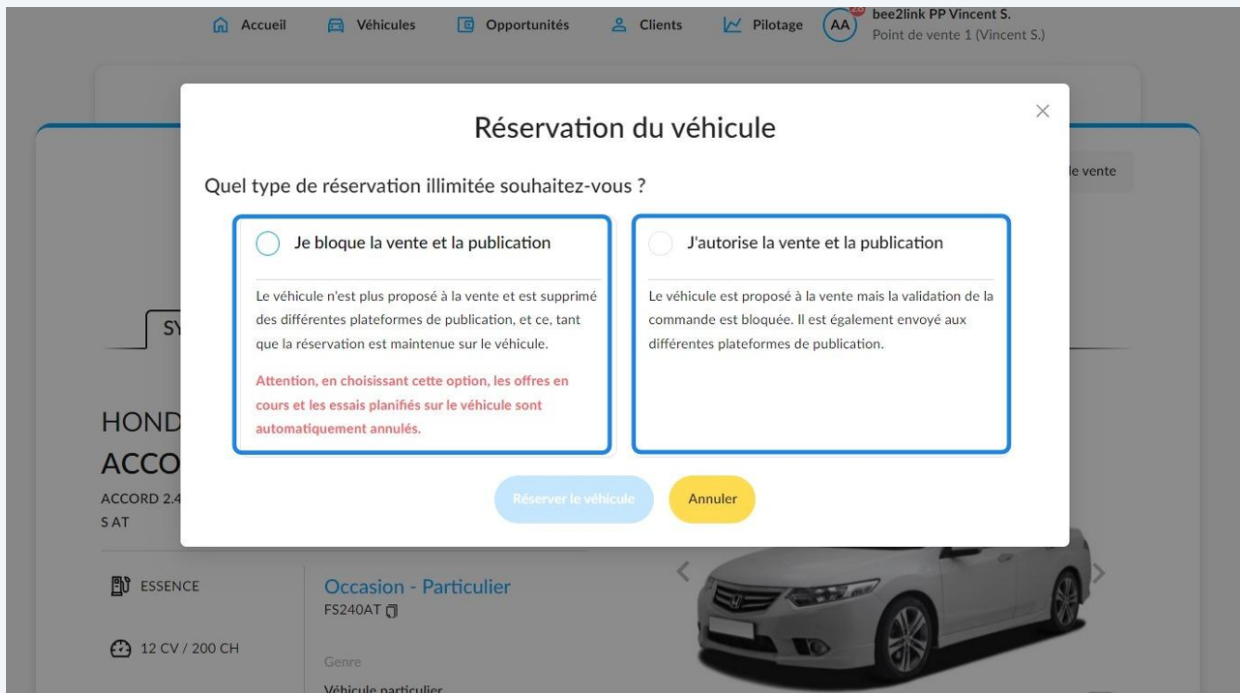 Accueil Véhicules Opportunités Clients Pilotage AA bee2link PP Vincent S.
Point de vente 1 (Vincent S.)
Réservation du véhicule
Quel type de réservation illimitée souhaitez-vous ?
le vente
Je bloque la vente et la publication
Le véhicule n'est plus proposé à la vente et est supprimé
des différentes plateformes de publication, et ce, tant
que la réservation est maintenue sur le véhicule.
Attention, en choisissant cette option, les offres en
cours et les essais planifiés sur le véhicule sont
automatiquement annulés.
J'autorise la vente et la publication
Le véhicule est proposé à la vente mais la validation de la
commande est bloquée. Il est également envoyé aux
différentes plateformes de publication.
Réserver le véhicule Annuler
SY
HOND
ACCO
ACCORD 2.4
S AT
ESSENCE
12 CV / 200 CH
Occasion - Particulier
FS240AT
Genre
Véhicule particulier